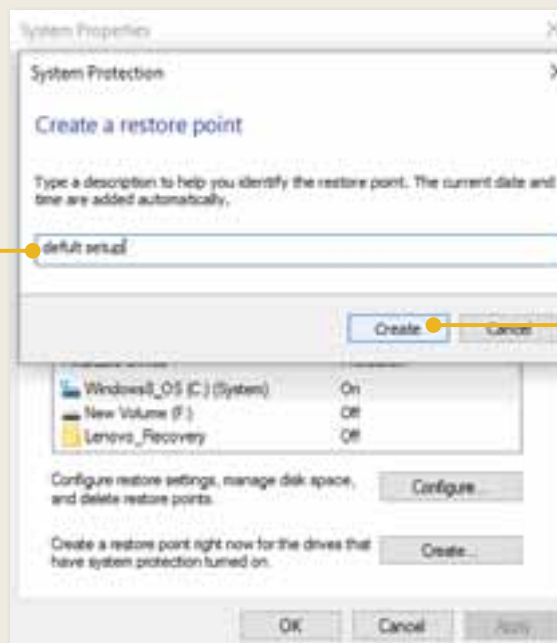 System Properties
System Protection
Create a restore point
Type a description to help you identify the restore point. The current date and
time are added automatically.
defult setup
Create
Cancel
Windows8_OS (C:) (System) On
New Volume (F:) Off
Lenovo_Recovery Off
Configure restore settings, manage disk space,
and delete restore points.
Configure...
Create a restore point right now for the drives that
have system protection turned on.
Create...
OK
Cancel
Apply